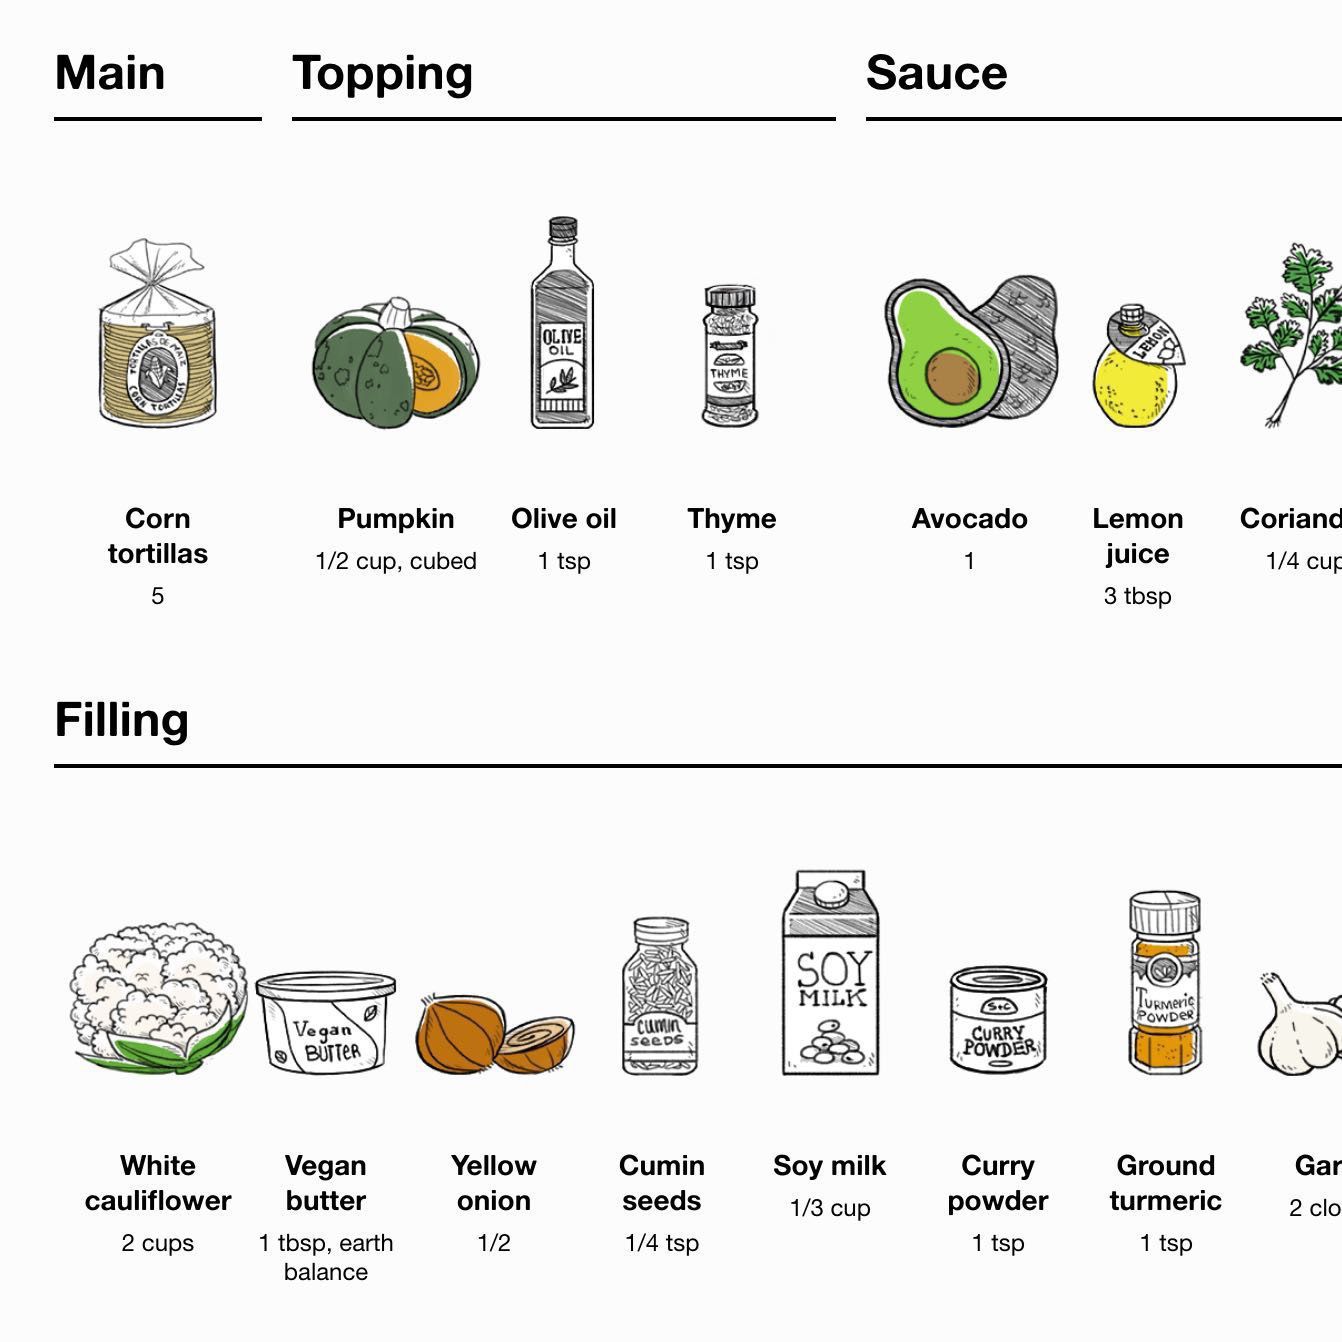 Main
Topping
Sauce
TORTILLAS DE MAIZ
CORN TORTILLAS
OLIVE
OIL
THYME
LEMON
Corn
tortillas
5
Pumpkin
1/2 cup, cubed
Olive oil
1 tsp
Thyme
1 tsp
Avocado
1
Lemon
juice
3 tbsp
Coriand
1/4 cup
Filling
Vegan
BUTTER
cumin
seeds
SOY
MILK
S+C
CURRY
POWDER
Turmeric
POWDER
White
cauliflower
2 cups
Vegan
butter
1 tbsp, earth
balance
Yellow
onion
1/2
Cumin
seeds
1/4 tsp
Soy milk
1/3 cup
Curry
powder
1 tsp
Ground
turmeric
1 tsp
Gar
2 clo